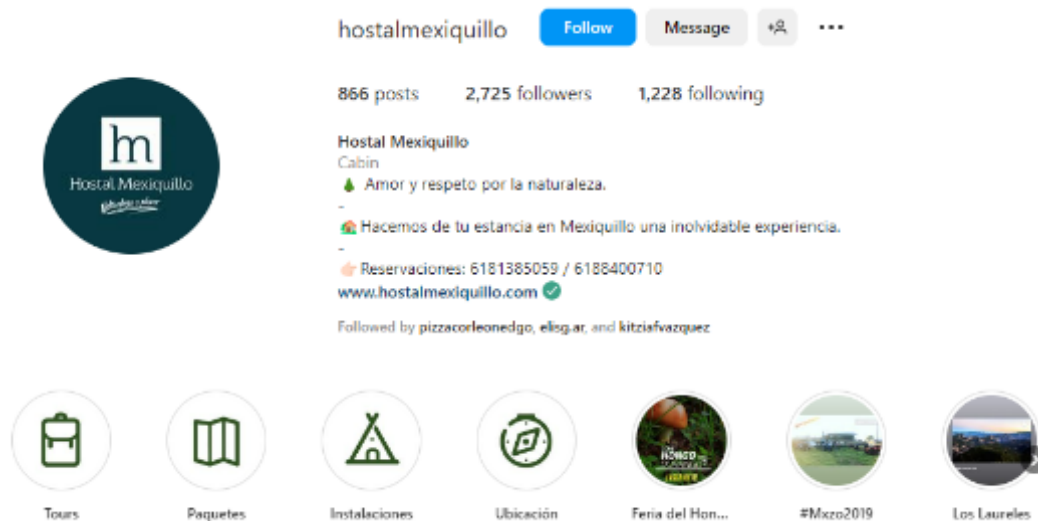 hostalmexiquillo Follow Message
866 posts 2,725 followers 1,228 following
hm
Hostal Mexiquillo
Hostal Mexiquillo
Cabin
Amor y respeto por la naturaleza.
-
Hacemos de tu estancia en Mexiquillo una inolvidable experiencia.
-
Reservaciones: 6181385059 / 6188400710
www.hostalmexiquillo.com
Followed by pizzacorleonedgo, elisg.ar, and kitziafvazquez
HONGO
Tours Paquetes Instalaciones Ubicación Feria del Hon... #Mxzo2019 Los Laureles